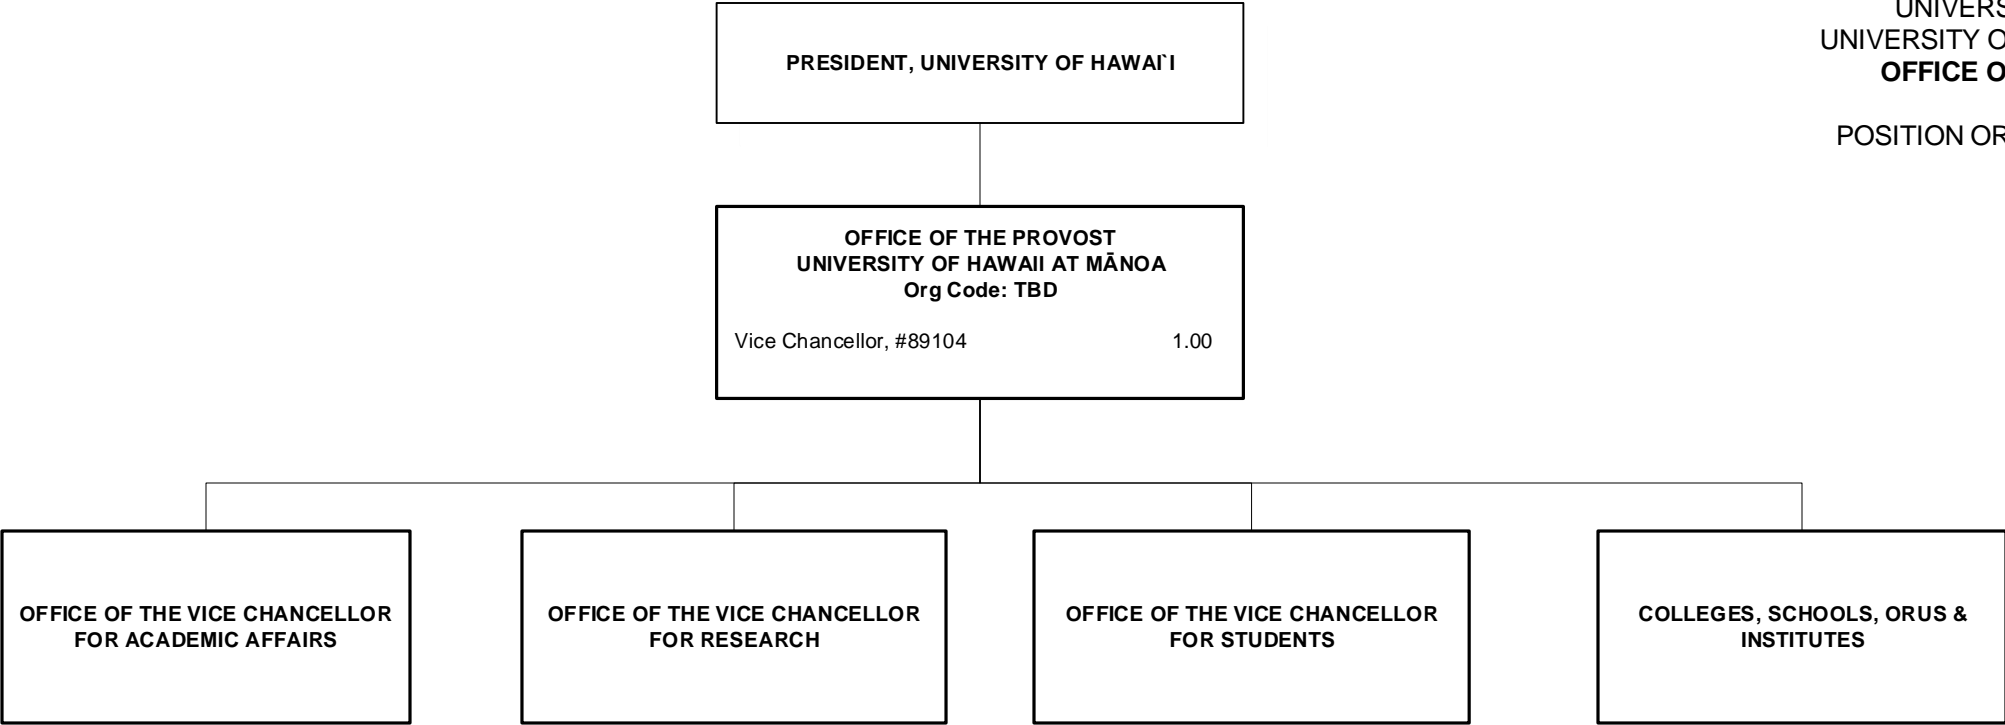 UNIVERSITY O
OFFICE O
POSITION OR
PRESIDENT, UNIVERSITY OF HAWAI`I
OFFICE OF THE PROVOST
UNIVERSITY OF HAWAII AT MĀNOA
Org Code: TBD
Vice Chancellor, #89104 1.00
OFFICE OF THE VICE CHANCELLOR
FOR ACADEMIC AFFAIRS
OFFICE OF THE VICE CHANCELLOR
FOR RESEARCH
OFFICE OF THE VICE CHANCELLOR
FOR STUDENTS
COLLEGES, SCHOOLS, ORUS &
INSTITUTES